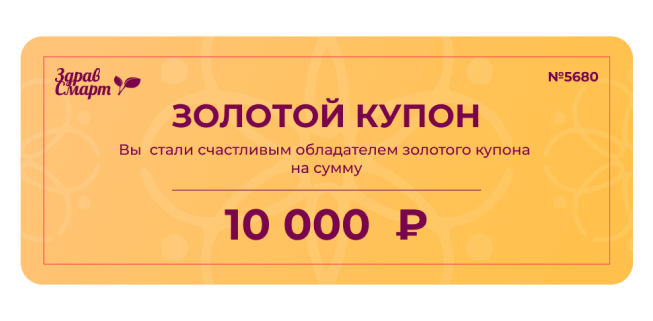 Здрав
Смарт
№5680
ЗОЛОТОЙ КУПОН
Вы стали счастливым обладателем золотого купона
на сумму
10 000 ₽